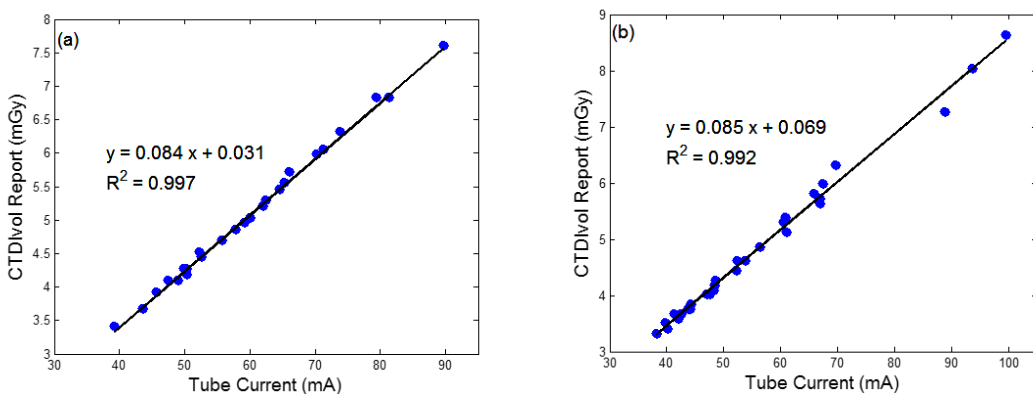 (a)
CTDIvol Report (mGy)
8
7.5
7
6.5
6
5.5
5
4.5
4
3.5
3
y = 0.084 x + 0.031
R² = 0.997
30 40 50 60 70 80 90
Tube Current (mA)
(b)
CTDIvol Report (mGy)
9
8
7
6
5
4
3
y = 0.085 x + 0.069
R² = 0.992
30 40 50 60 70 80 90 100
Tube Current (mA)